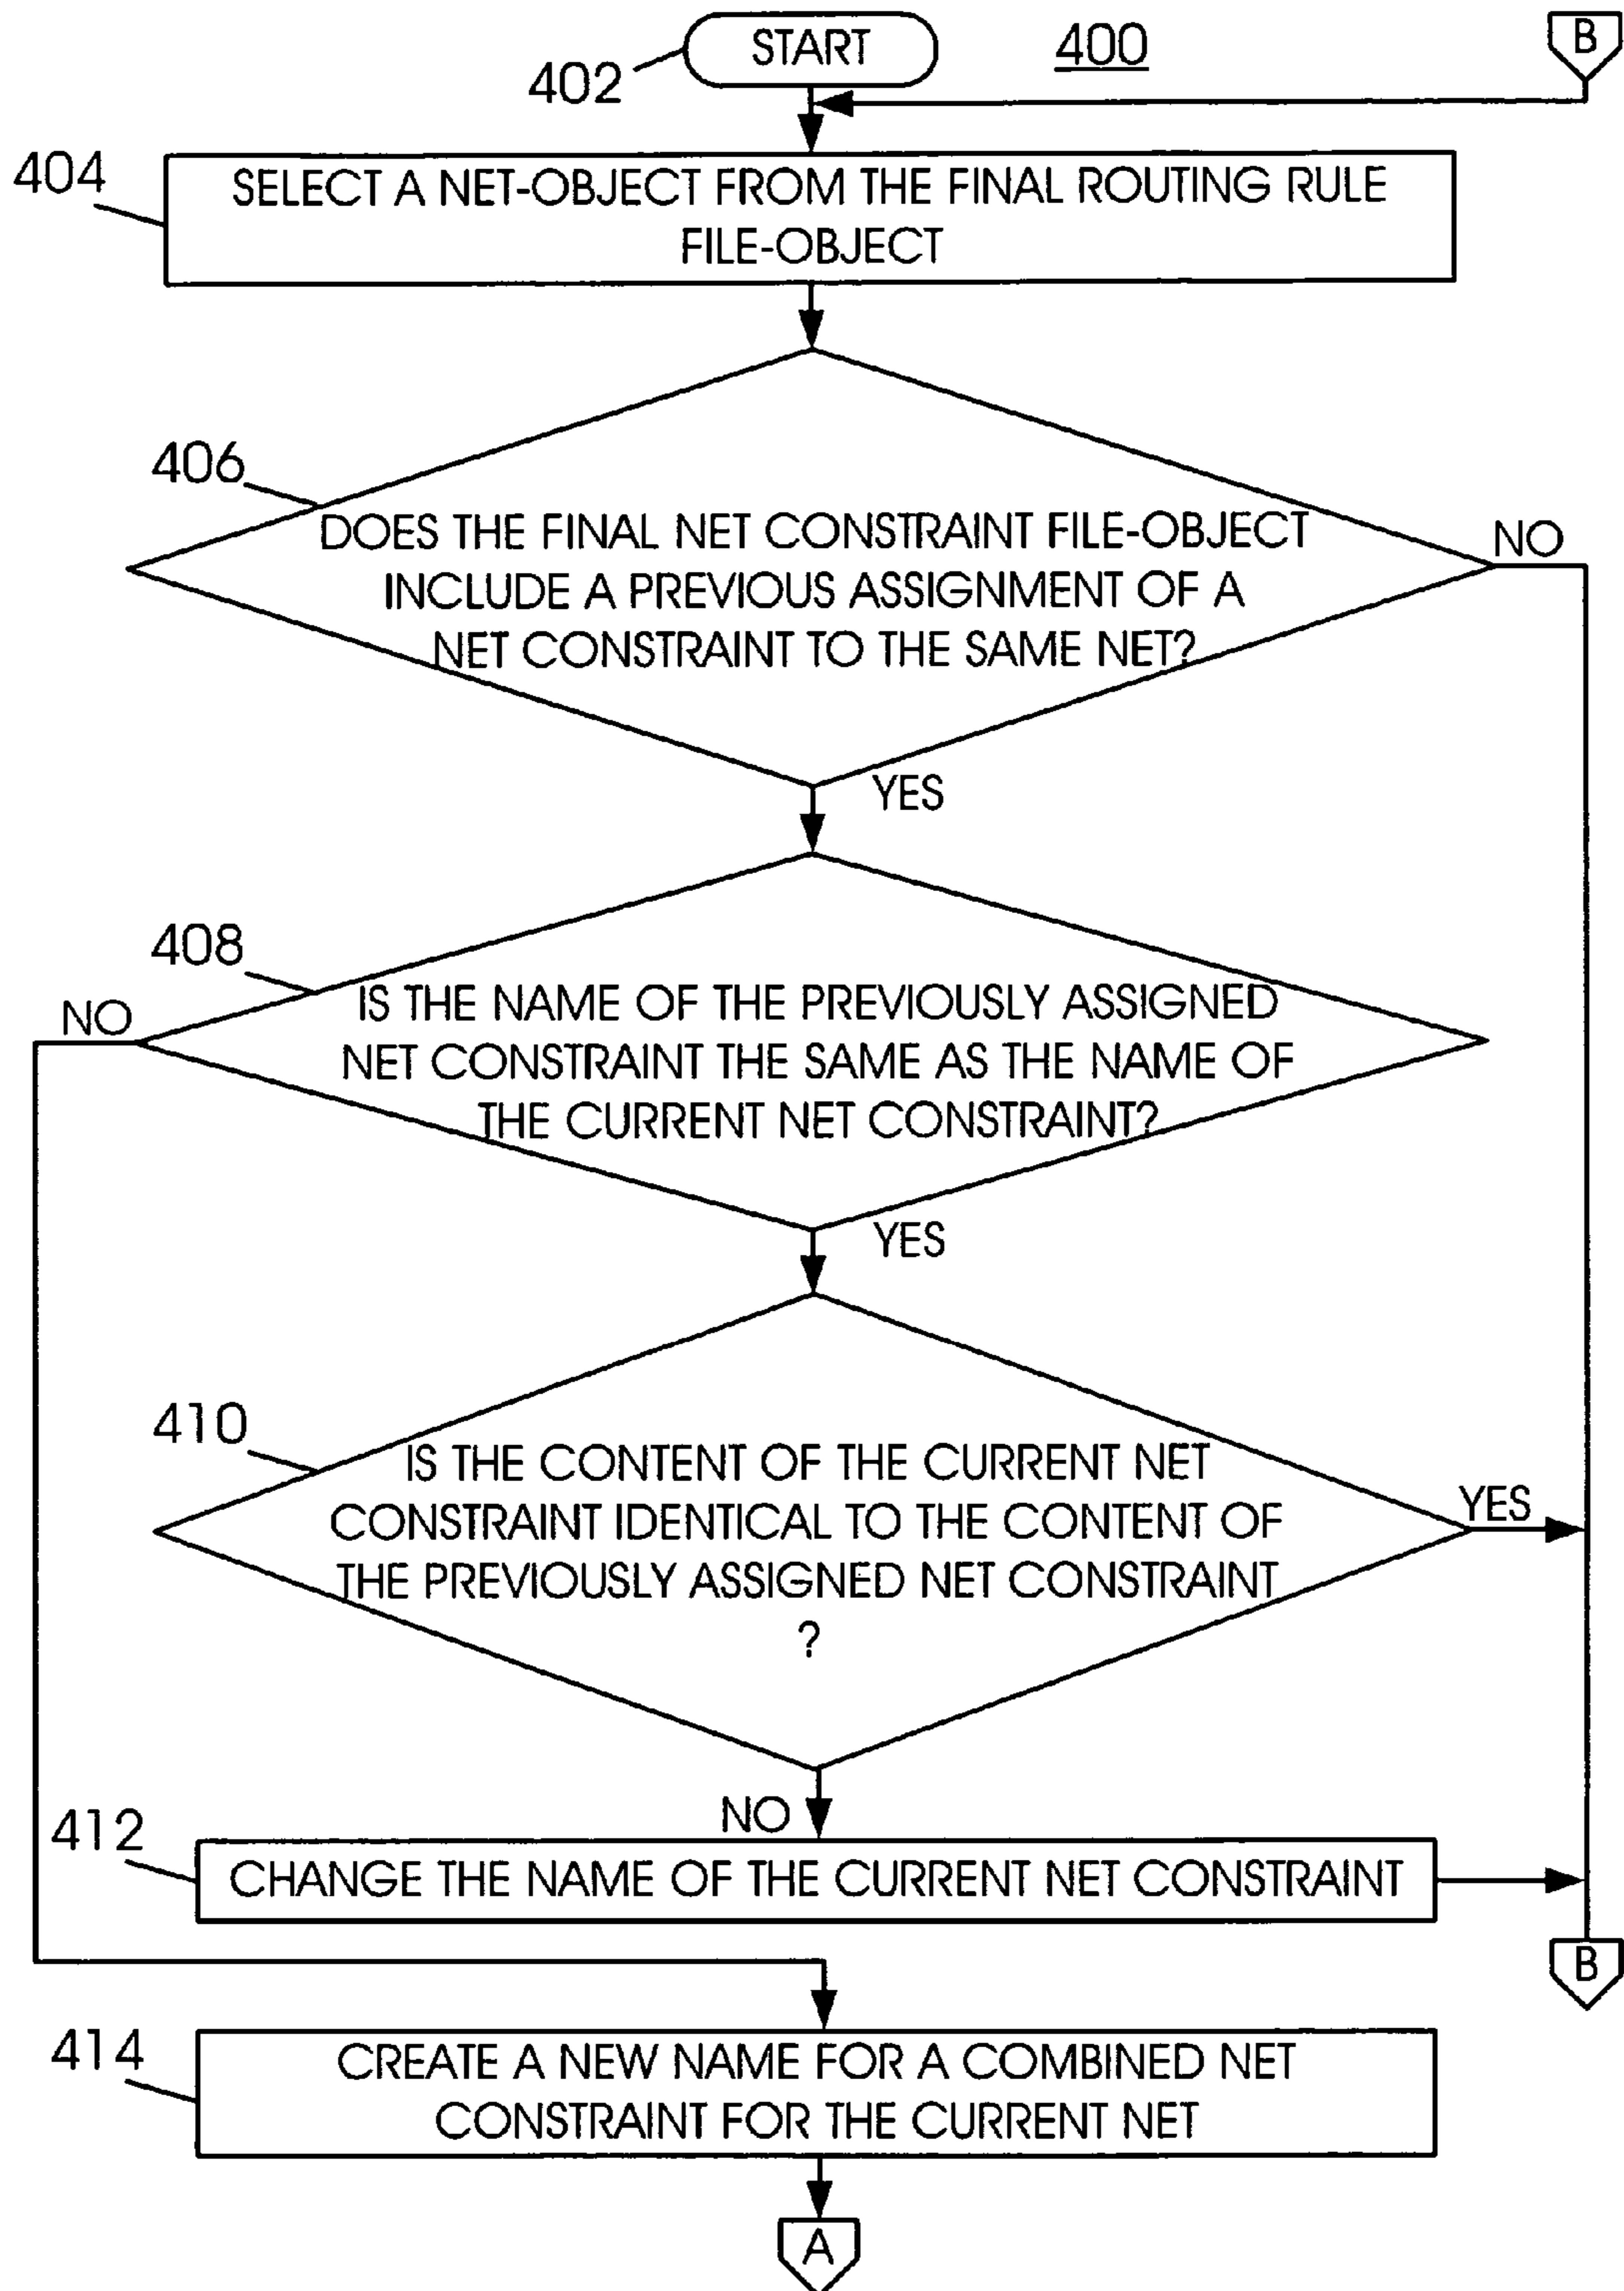 START
400
B
402
404
SELECT A NET-OBJECT FROM THE FINAL ROUTING RULE
FILE-OBJECT
406
DOES THE FINAL NET CONSTRAINT FILE-OBJECT
INCLUDE A PREVIOUS ASSIGNMENT OF A
NET CONSTRAINT TO THE SAME NET?
NO
YES
408
NO
IS THE NAME OF THE PREVIOUSLY ASSIGNED
NET CONSTRAINT THE SAME AS THE NAME OF
THE CURRENT NET CONSTRAINT?
YES
410
IS THE CONTENT OF THE CURRENT NET
CONSTRAINT IDENTICAL TO THE CONTENT OF
THE PREVIOUSLY ASSIGNED NET CONSTRAINT
?
YES
NO
412
CHANGE THE NAME OF THE CURRENT NET CONSTRAINT
B
414
CREATE A NEW NAME FOR A COMBINED NET
CONSTRAINT FOR THE CURRENT NET
A